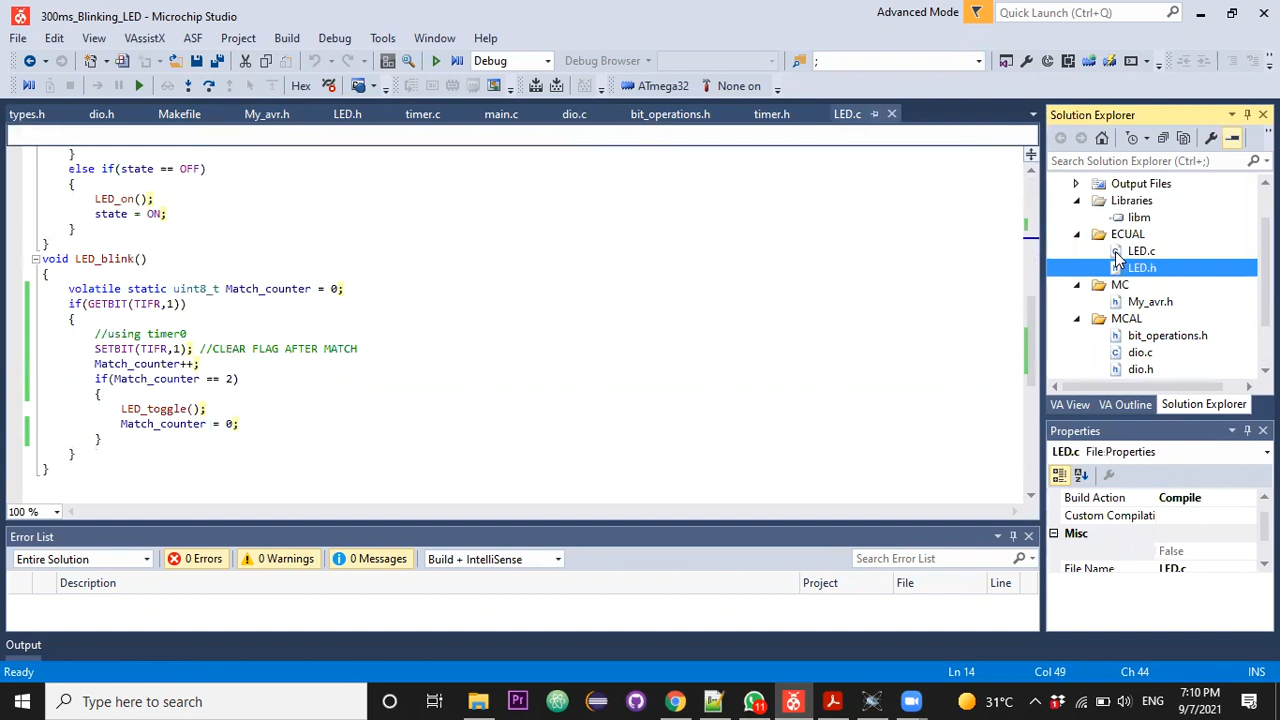 300ms_Blinking_LED - Microchip Studio
Advanced Mode
Quick Launch (Ctrl+Q)
File Edit View VAssistX ASF Project Build Debug Tools Window Help
Debug
Debug Browser
;
Hex
ATmega32
None on
types.h dio.h Makefile My_avr.h LED.h timer.c main.c dio.c bit_operations.h timer.h LED.c
}
else if(state == OFF)
{
LED_on();
state = ON;
}
}
void LED_blink()
{
volatile static uint8_t Match_counter = 0;
if(GETBIT(TIFR,1))
{
//using timer0
SETBIT(TIFR,1); //CLEAR FLAG AFTER MATCH
Match_counter++;
if(Match_counter == 2)
{
LED_toggle();
Match_counter = 0;
}
}
}
100 %
Solution Explorer
Search Solution Explorer (Ctrl+;)
Output Files
Libraries
libm
ECUAL
LED.c
LED.h
MC
My_avr.h
MCAL
bit_operations.h
dio.c
dio.h
VA View VA Outline Solution Explorer
Properties
LED.c File Properties
Build Action Compile
Custom Compilati
Misc
False
File Name LED.c
Error List
Entire Solution
0 Errors
0 Warnings
0 Messages
Build + IntelliSense
Search Error List
Description Project File Line
Output
Ready
Ln 14
Col 49
Ch 44
INS
Type here to search
Pr
11
31°C
ENG
7:10 PM
9/7/2021